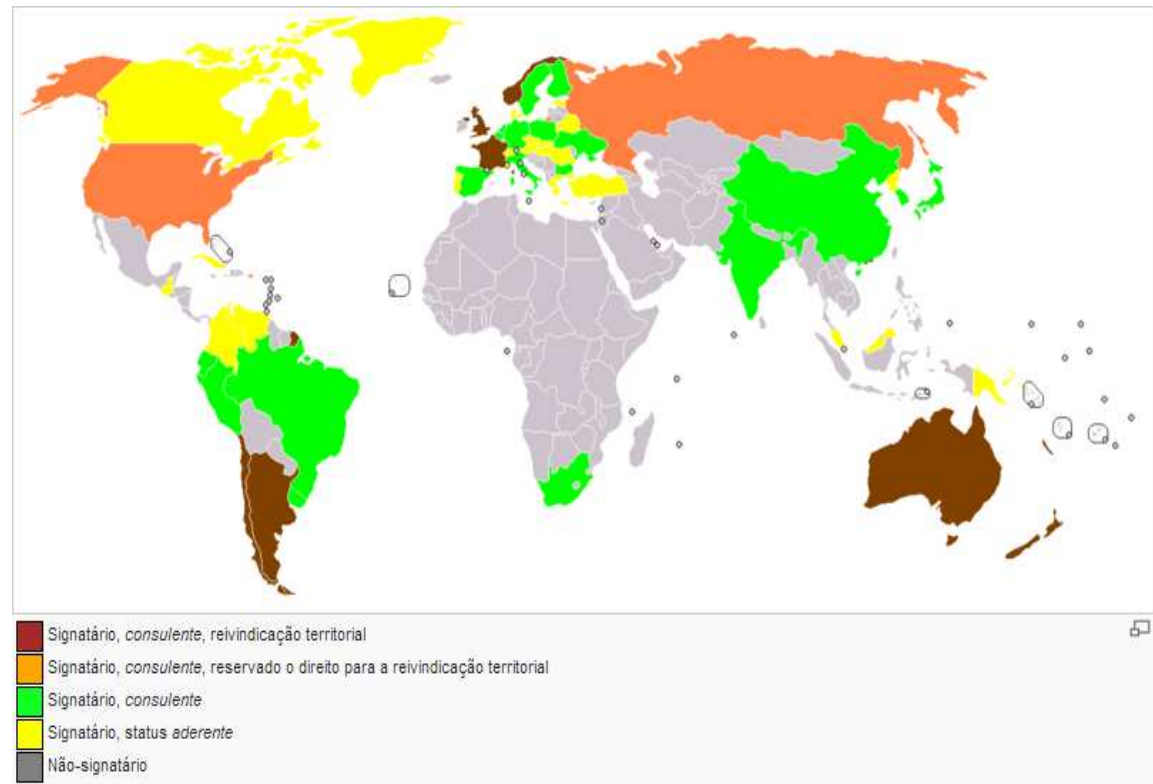 Signatário, consulente, reivindicação territorial
Signatário, consulente, reservado o direito para a reivindicação territorial
Signatário, consulente
Signatário, status aderente
Não-signatário